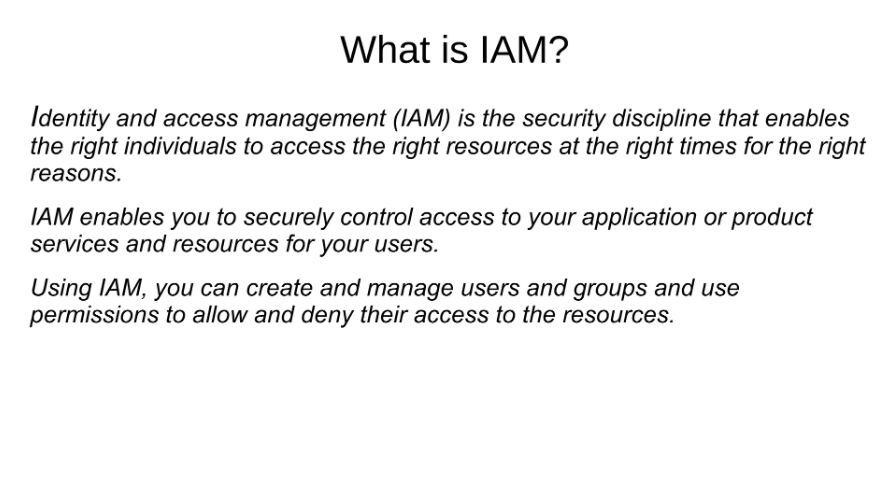 What is IAM?
Identity and access management (IAM) is the security discipline that enables
the right individuals to access the right resources at the right times for the right
reasons.
IAM enables you to securely control access to your application or product
services and resources for your users.
Using IAM, you can create and manage users and groups and use
permissions to allow and deny their access to the resources.